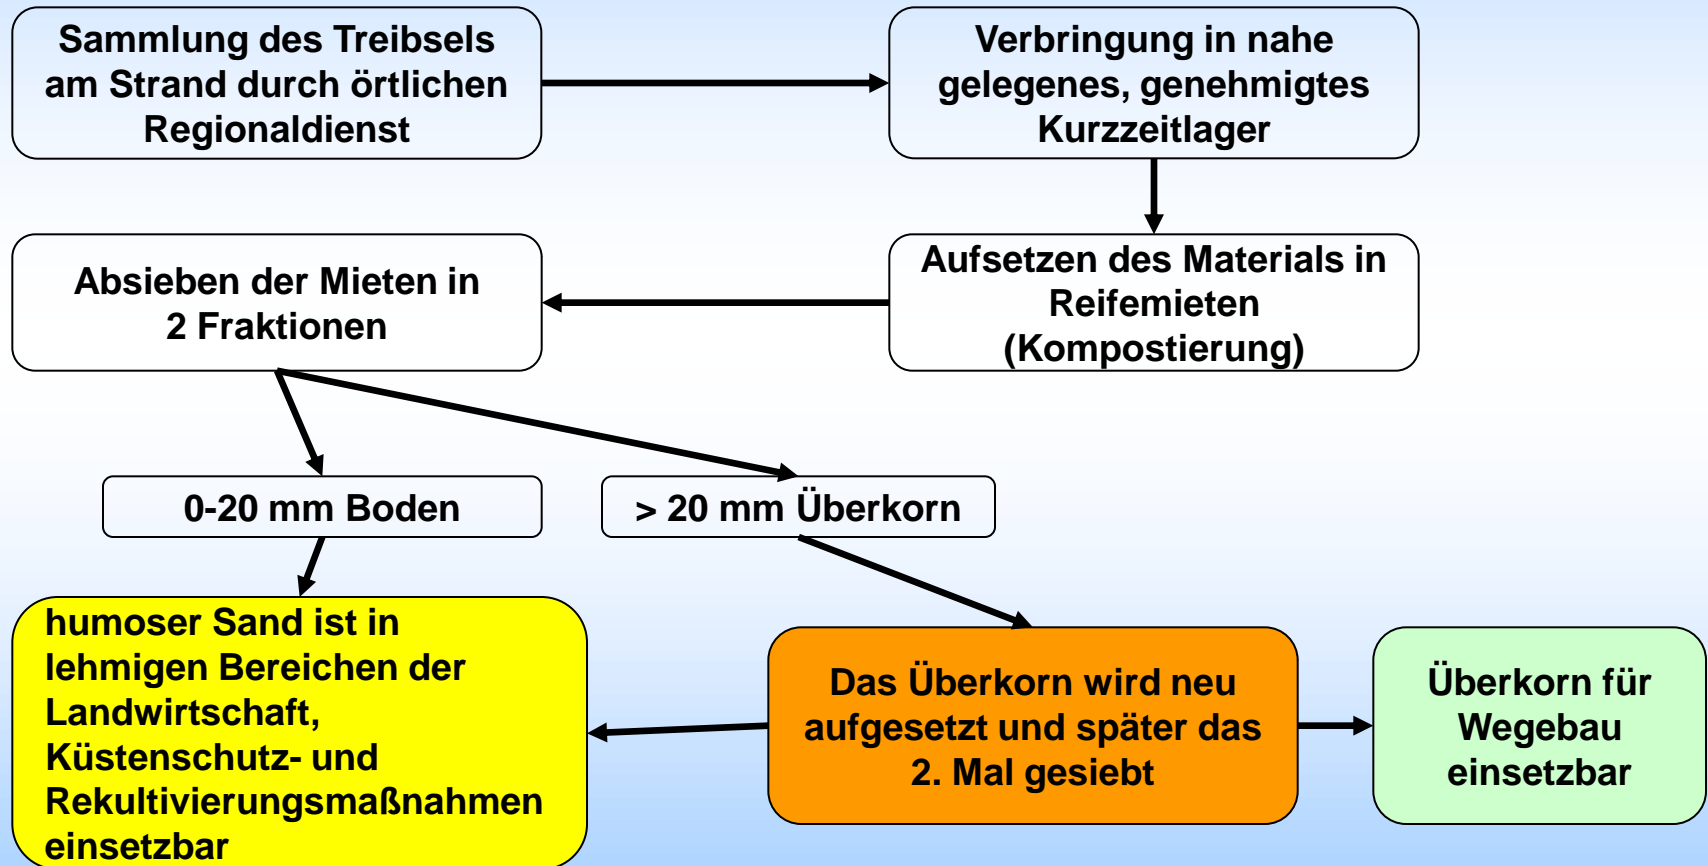 Sammlung des Treibsels
am Strand durch örtlichen
Regionaldienst
Verbringung in nahe
gelegenes, genehmigtes
Kurzzeitlager
Aufsetzen des Materials in
Reifemieten
(Kompostierung)
Absieben der Mieten in
2 Fraktionen
0-20 mm Boden
> 20 mm Überkorn
humoser Sand ist in
lehmigen Bereichen der
Landwirtschaft,
Küstenschutz- und
Rekultivierungsmaßnahmen
einsetzbar
Das Überkorn wird neu
aufgesetzt und später das
2. Mal gesiebt
Überkorn für
Wegebau
einsetzbar